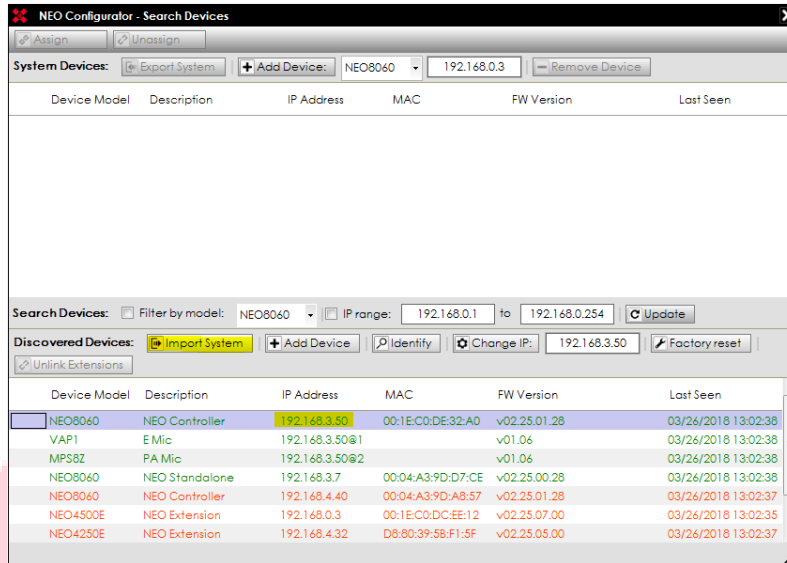 NEO Configurator - Search Devices
Assign Unassign
System Devices: Export System Add Device: NEO8060 192.168.0.3 Remove Device
Device Model Description IP Address MAC FW Version Last Seen
Search Devices: Filter by model: NEO8060 IP range: 192.168.0.1 to 192.168.0.254 Update
Discovered Devices: Import System Add Device Identify Change IP: 192.168.3.50 Factory reset
Unlink Extensions
Device Model Description IP Address MAC FW Version Last Seen
NEO8060 NEO Controller 192.168.3.50 00:1E:C0:DE:32:A0 v02.25.01.28 03/26/2018 13:02:38
VAP1 E Mic 192.168.3.50@1 v01.06 03/26/2018 13:02:38
MPS8Z PA Mic 192.168.3.50@2 v01.06 03/26/2018 13:02:38
NEO8060 NEO Standalone 192.168.3.7 00:04:A3:9D:D7:CE v02.25.00.28 03/26/2018 13:02:38
NEO8060 NEO Controller 192.168.4.40 00:04:A3:9D:A8:57 v02.25.01.28 03/26/2018 13:02:37
NEO4500E NEO Extension 192.168.0.3 00:1E:C0:DC:EE:12 v02.25.07.00 03/26/2018 13:02:35
NEO4250E NEO Extension 192.168.4.32 D8:80:39:5B:F1:5F v02.25.05.00 03/26/2018 13:02:37